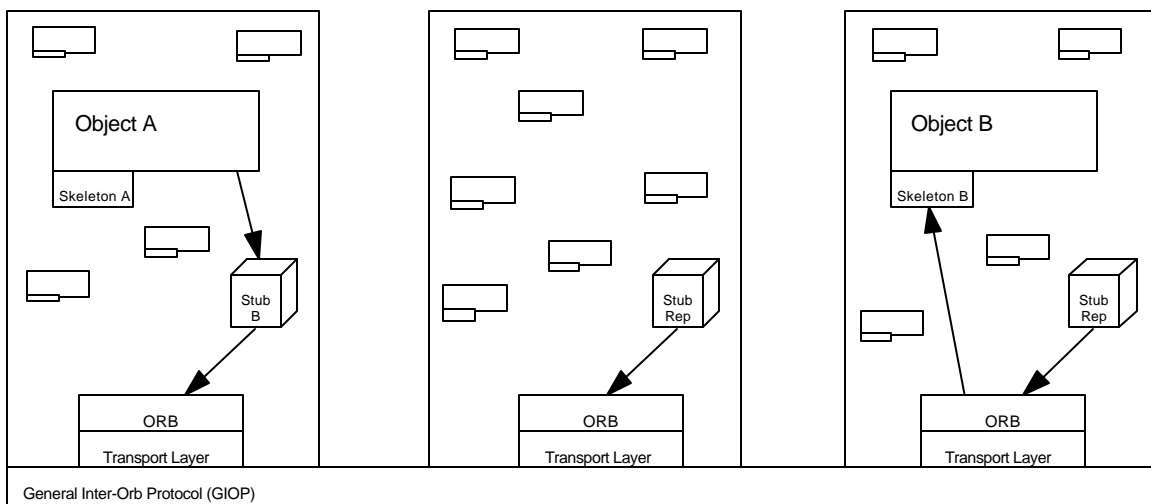 Object A
Skeleton A
Stub
B
ORB
Transport Layer
Stub
Rep
ORB
Transport Layer
Object B
Skeleton B
Stub
Rep
ORB
Transport Layer
General Inter-Orb Protocol (GIOP)